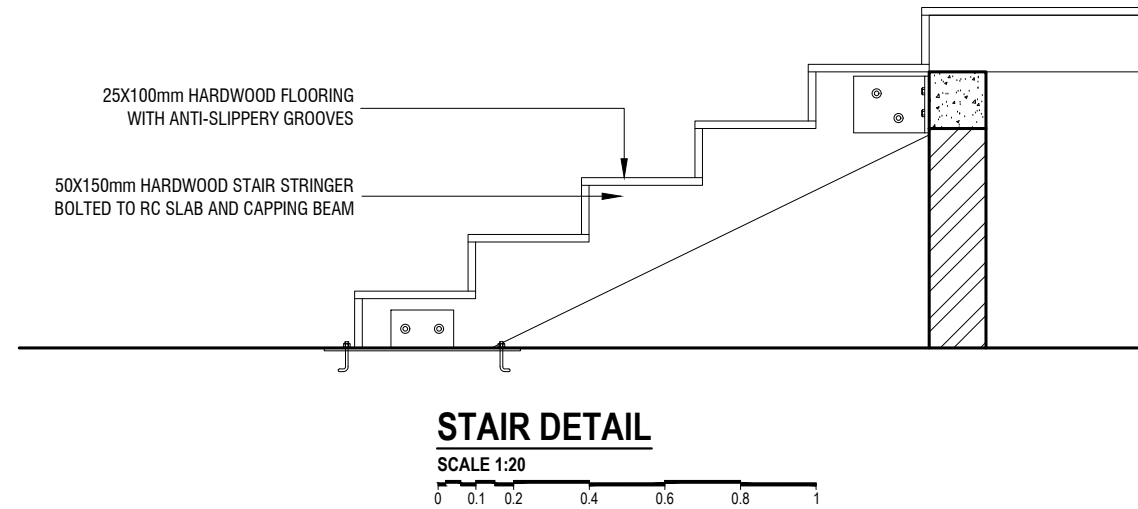 25X100mm HARDWOOD FLOORING
WITH ANTI-SLIPPERY GROOVES
50X150mm HARDWOOD STAIR STRINGER
BOLTED TO RC SLAB AND CAPPING BEAM
STAIR DETAIL
SCALE 1:20
0 0.1 0.2 0.4 0.6 0.8 1